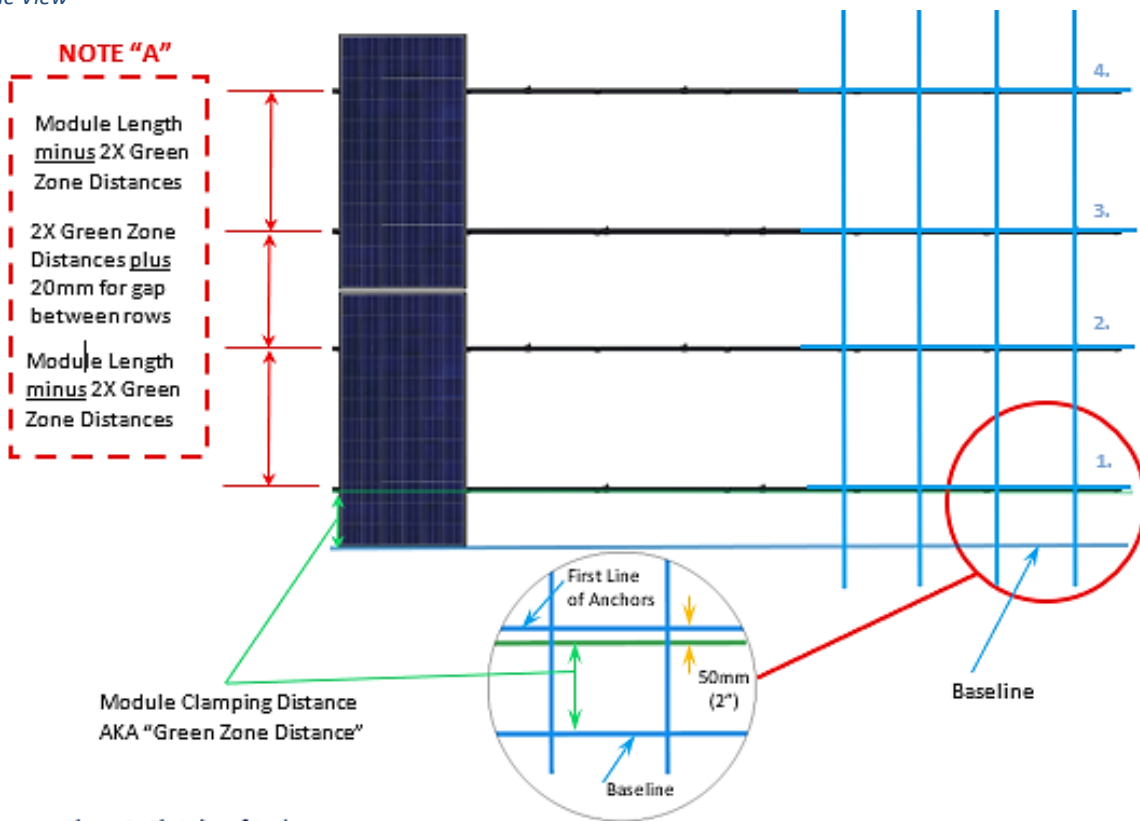 View
NOTE “A”
Module Length
minus 2X Green
Zone Distances
2X Green Zone
Distances plus
20mm for gap
between rows
Module Length
minus 2X Green
Zone Distances
4.
3.
2.
1.
First Line
of Anchors
50mm
(2”)
Baseline
Baseline
Module Clamping Distance
AKA “Green Zone Distance”